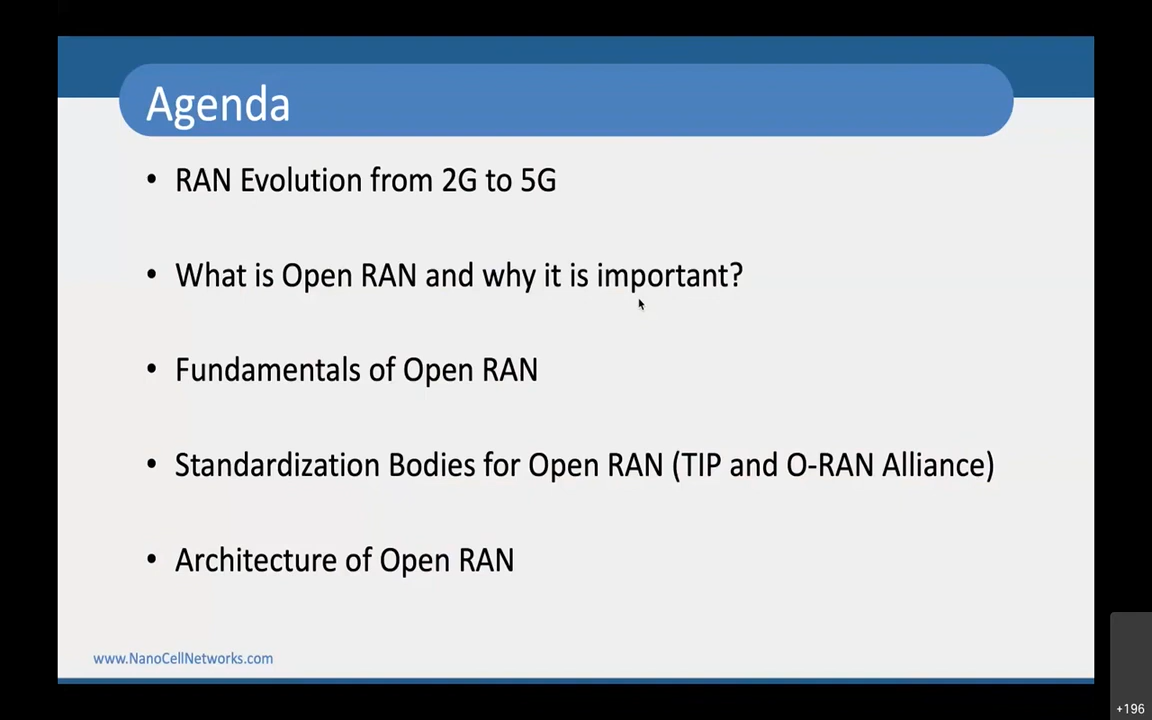 Agenda
• RAN Evolution from 2G to 5G
• What is Open RAN and why it is important?
• Fundamentals of Open RAN
• Standardization Bodies for Open RAN (TIP and O-RAN Alliance)
• Architecture of Open RAN
www.NanoCellNetworks.com
+196